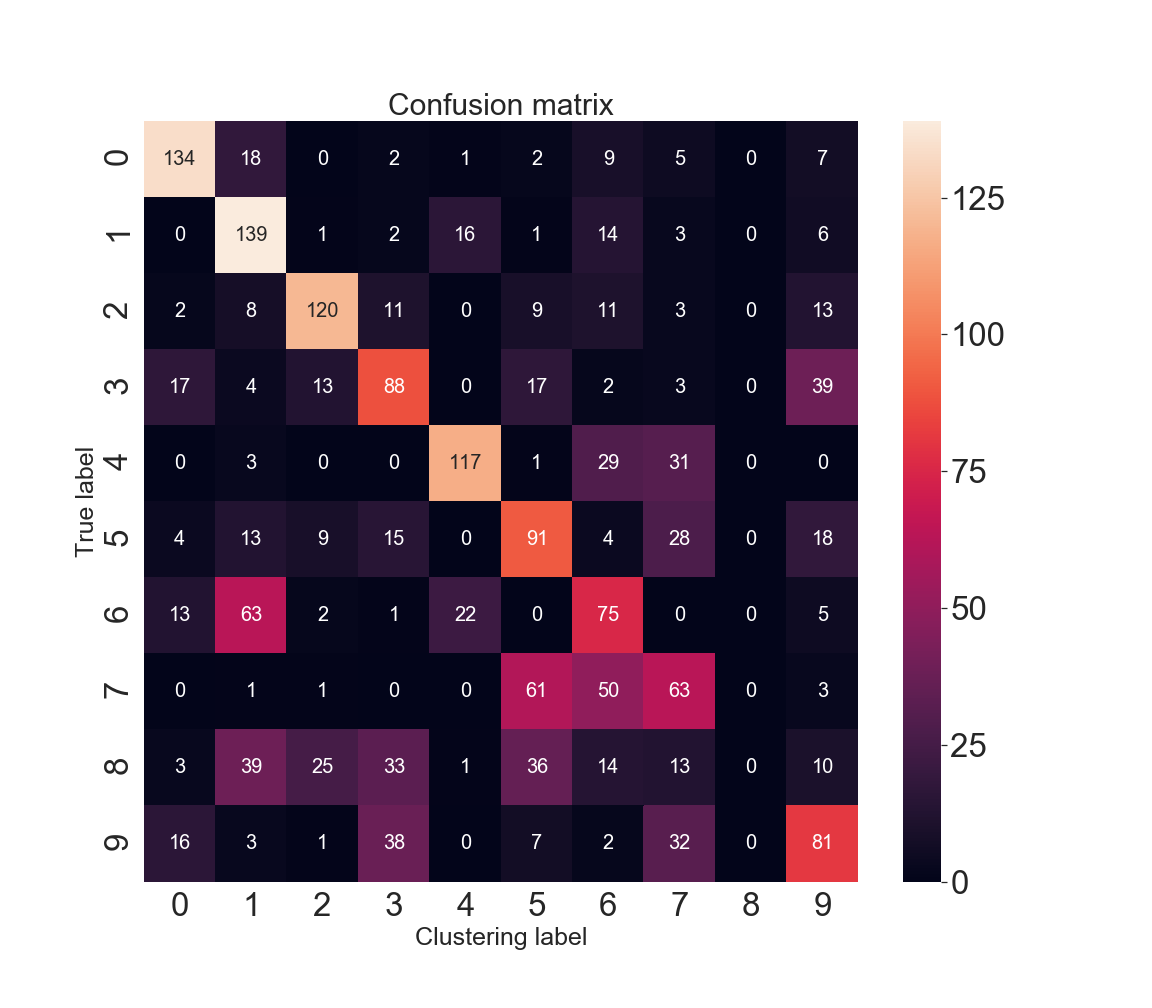 Confusion matrix
0 134 18 0 2 1 2 9 5 0 7
1 0 139 1 2 16 1 14 3 0 6
2 2 8 120 11 0 9 11 3 0 13
3 17 4 13 88 0 17 2 3 0 39
4 0 3 0 0 117 1 29 31 0 0
5 4 13 9 15 0 91 4 28 0 18
6 13 63 2 1 22 0 75 0 0 5
7 0 1 1 0 0 61 50 63 0 3
8 3 39 25 33 1 36 14 13 0 10
9 16 3 1 38 0 7 2 32 0 81
0 1 2 3 4 5 6 7 8 9
Clustering label
True label
125
100
75
50
25
0